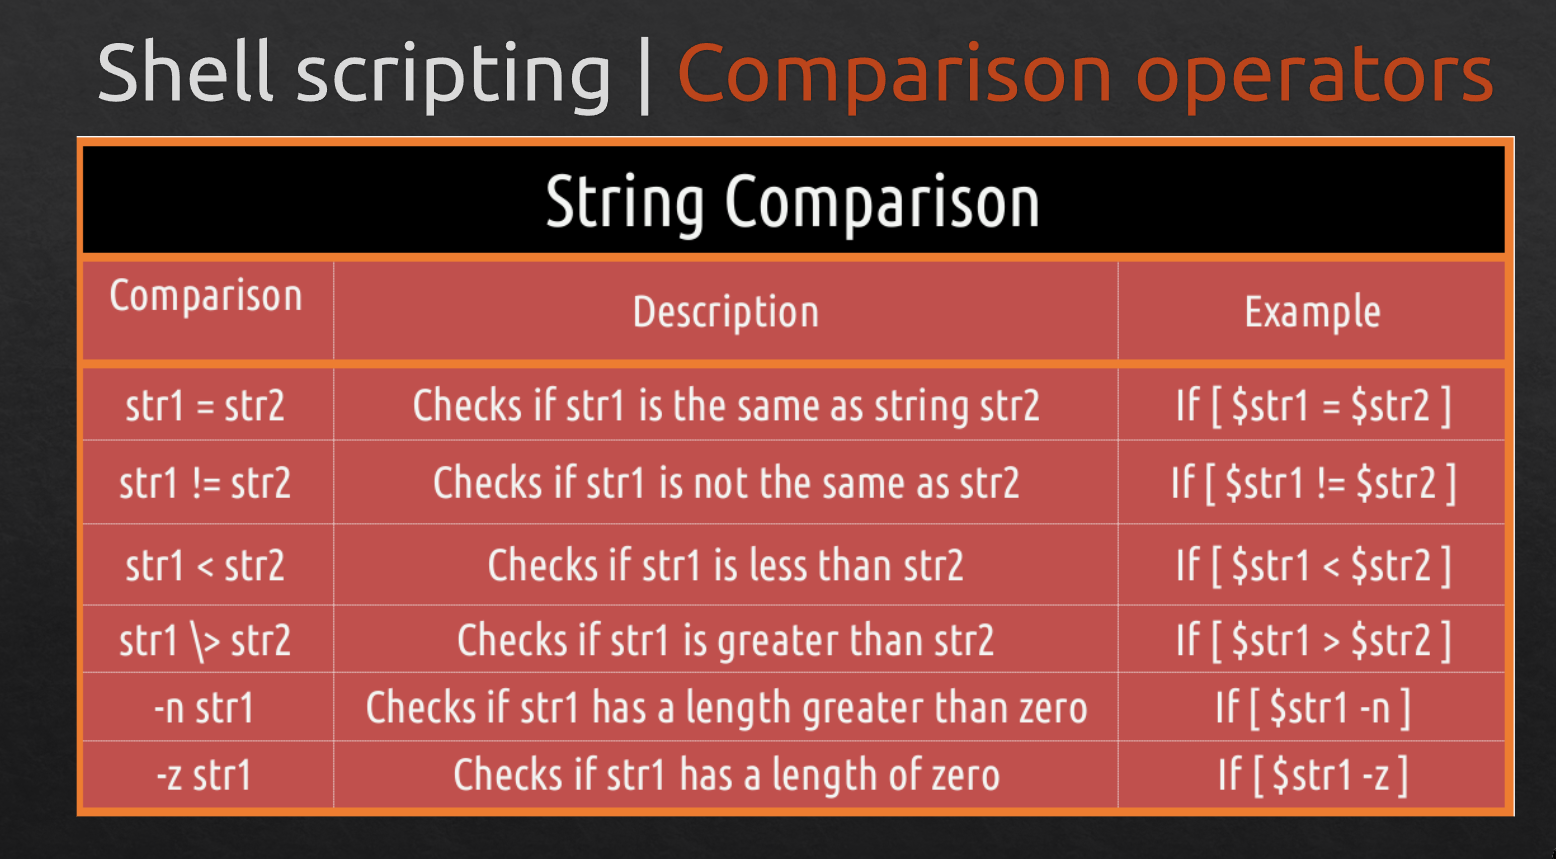 Shell scripting | Comparison operators
String Comparison
Comparison Description Example
str1 = str2 Checks if str1 is the same as string str2 If [ $str1 = $str2 ]
str1 != str2 Checks if str1 is not the same as str2 If [ $str1 != $str2 ]
str1 < str2 Checks if str1 is less than str2 If [ $str1 < $str2 ]
str1 \> str2 Checks if str1 is greater than str2 If [ $str1 > $str2 ]
-n str1 Checks if str1 has a length greater than zero If [ $str1 -n ]
-z str1 Checks if str1 has a length of zero If [ $str1 -z ]